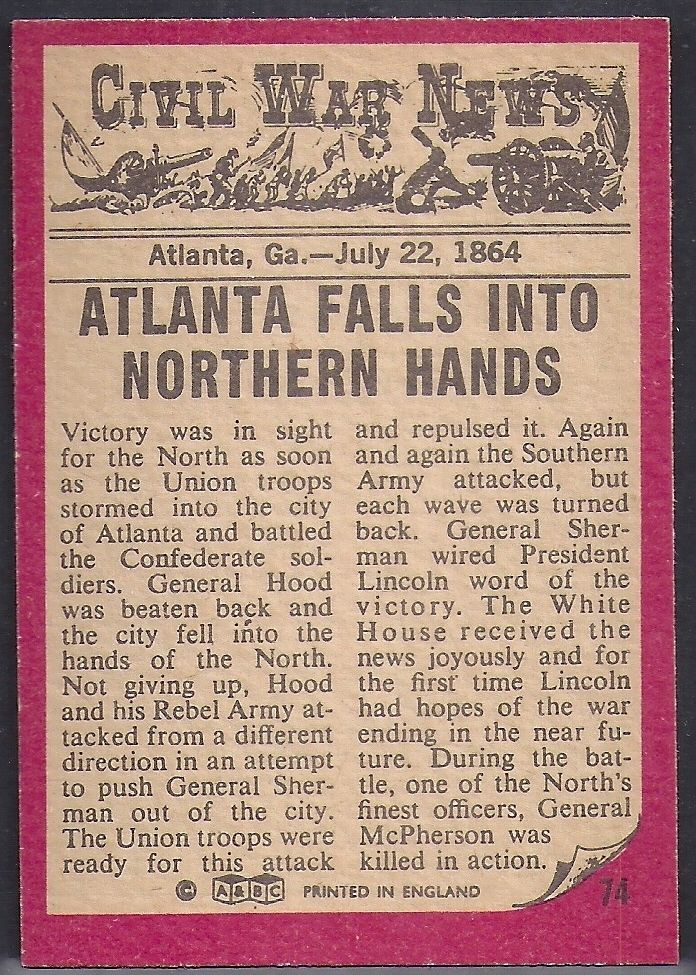 CIVIL WAR NEWS
Atlanta, Ga.—July 22, 1864
ATLANTA FALLS INTO
NORTHERN HANDS
Victory was in sight
for the North as soon
as the Union troops
stormed into the city
of Atlanta and battled
the Confederate sol-
diers. General Hood
was beaten back and
the city fell into the
hands of the North.
Not giving up, Hood
and his Rebel Army at-
tacked from a different
direction in an attempt
to push General Sher-
man out of the city.
The Union troops were
ready for this attack
and repulsed it. Again
and again the Southern
Army attacked, but
each wave was turned
back. General Sher-
man wired President
Lincoln word of the
victory. The White
House received the
news joyously and for
the first time Lincoln
had hopes of the war
ending in the near fu-
ture. During the bat-
tle, one of the North's
finest officers, General
McPherson was
killed in action.
© A&BC PRINTED IN ENGLAND
74